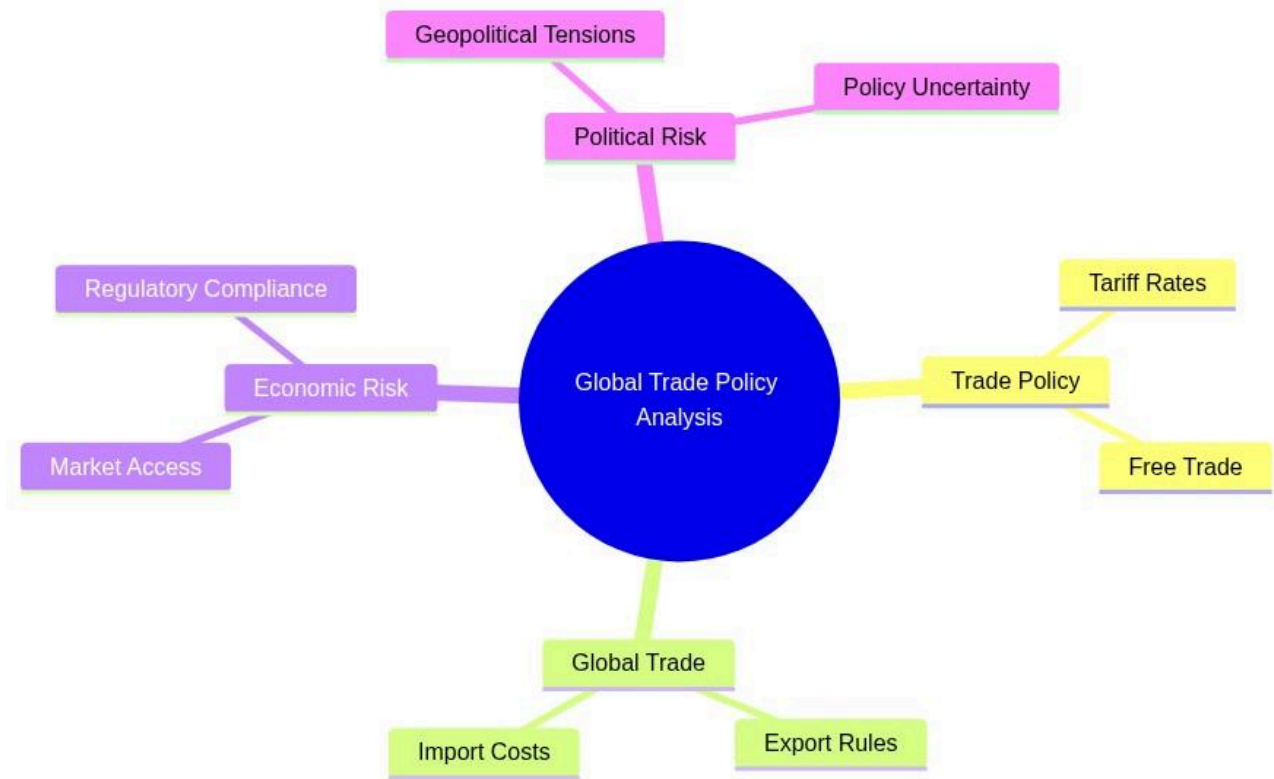 Geopolitical Tensions
Policy Uncertainty
Political Risk
Regulatory Compliance
Tariff Rates
Economic Risk
Global Trade Policy
Analysis
Trade Policy
Market Access
Free Trade
Global Trade
Import Costs
Export Rules